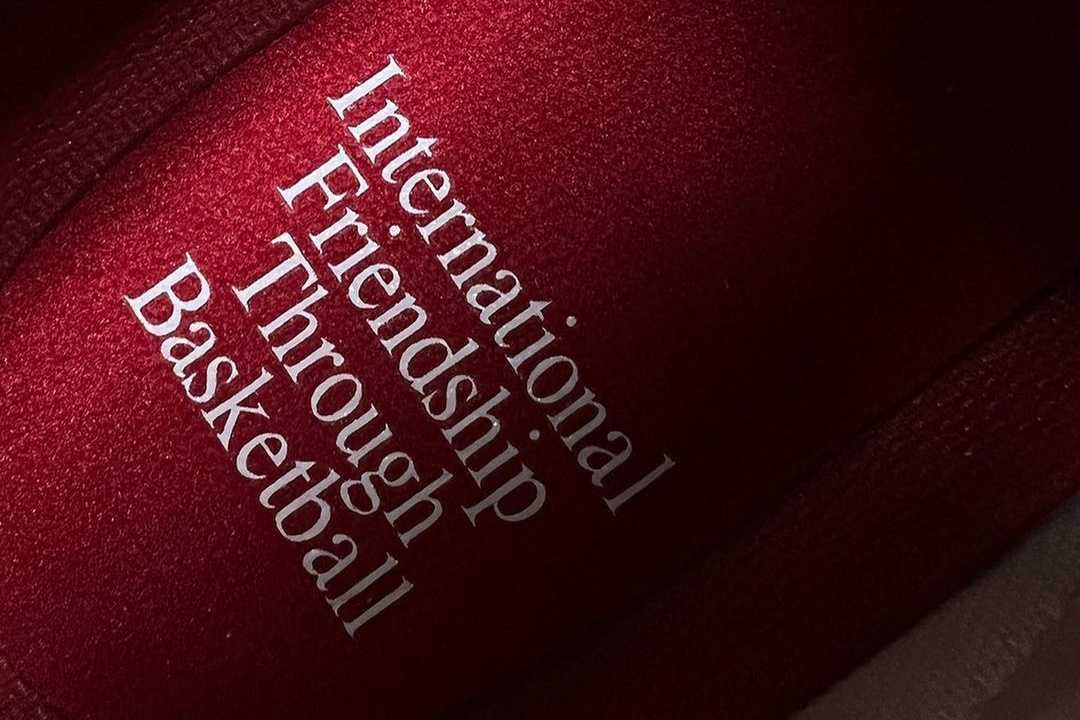 International
Friendship
Through
Basketball